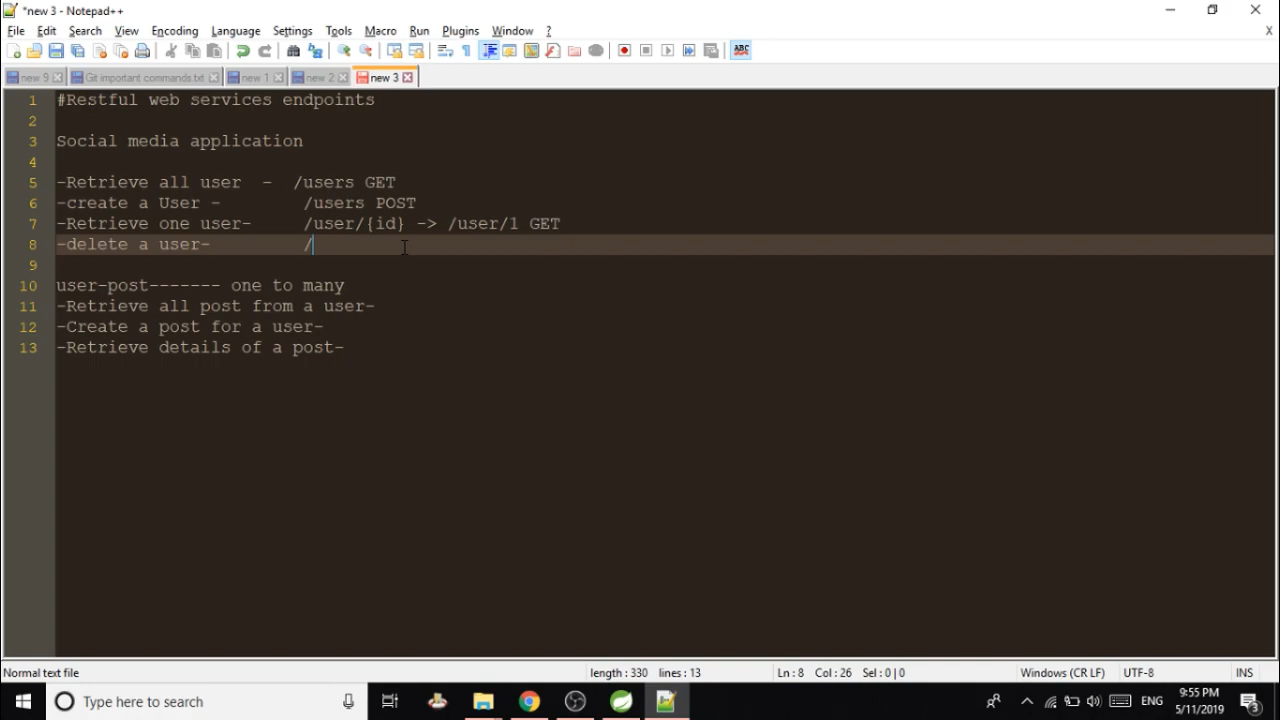 *new 3 - Notepad++
File Edit Search View Encoding Language Settings Tools Macro Run Plugins Window ? X
ABC
new 9 Git important commands.txt new 1 new 2 new 3
1 #Restful web services endpoints
2
3 Social media application
4
5 -Retrieve all user - /users GET
6 -create a User - /users POST
7 -Retrieve one user- /user/{id} -> /user/1 GET
8 -delete a user- /
9
10 user-post------- one to many
11 -Retrieve all post from a user-
12 -Create a post for a user-
13 -Retrieve details of a post-
Normal text file length : 330 lines : 13 Ln : 8 Col : 26 Sel : 0 | 0 Windows (CR LF) UTF-8 INS
Type here to search ENG 9:55 PM
5/11/2019 3